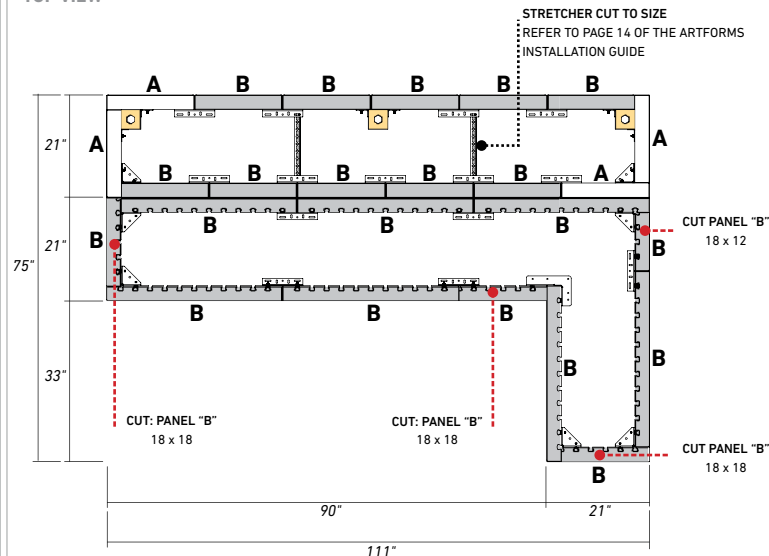 STRETCHER CUT TO SIZE
REFER TO PAGE 14 OF THE ARTFORMS
INSTALLATION GUIDE
A B B B B B
21"
A
A
B B B B B A
75"
21"
B
B B B
B
CUT PANEL "B"
18 x 12
B B B
33"
B
B
CUT: PANEL "B"
18 x 18
CUT: PANEL "B"
18 x 18
CUT PANEL "B"
18 x 18
B
90"
21"
111"